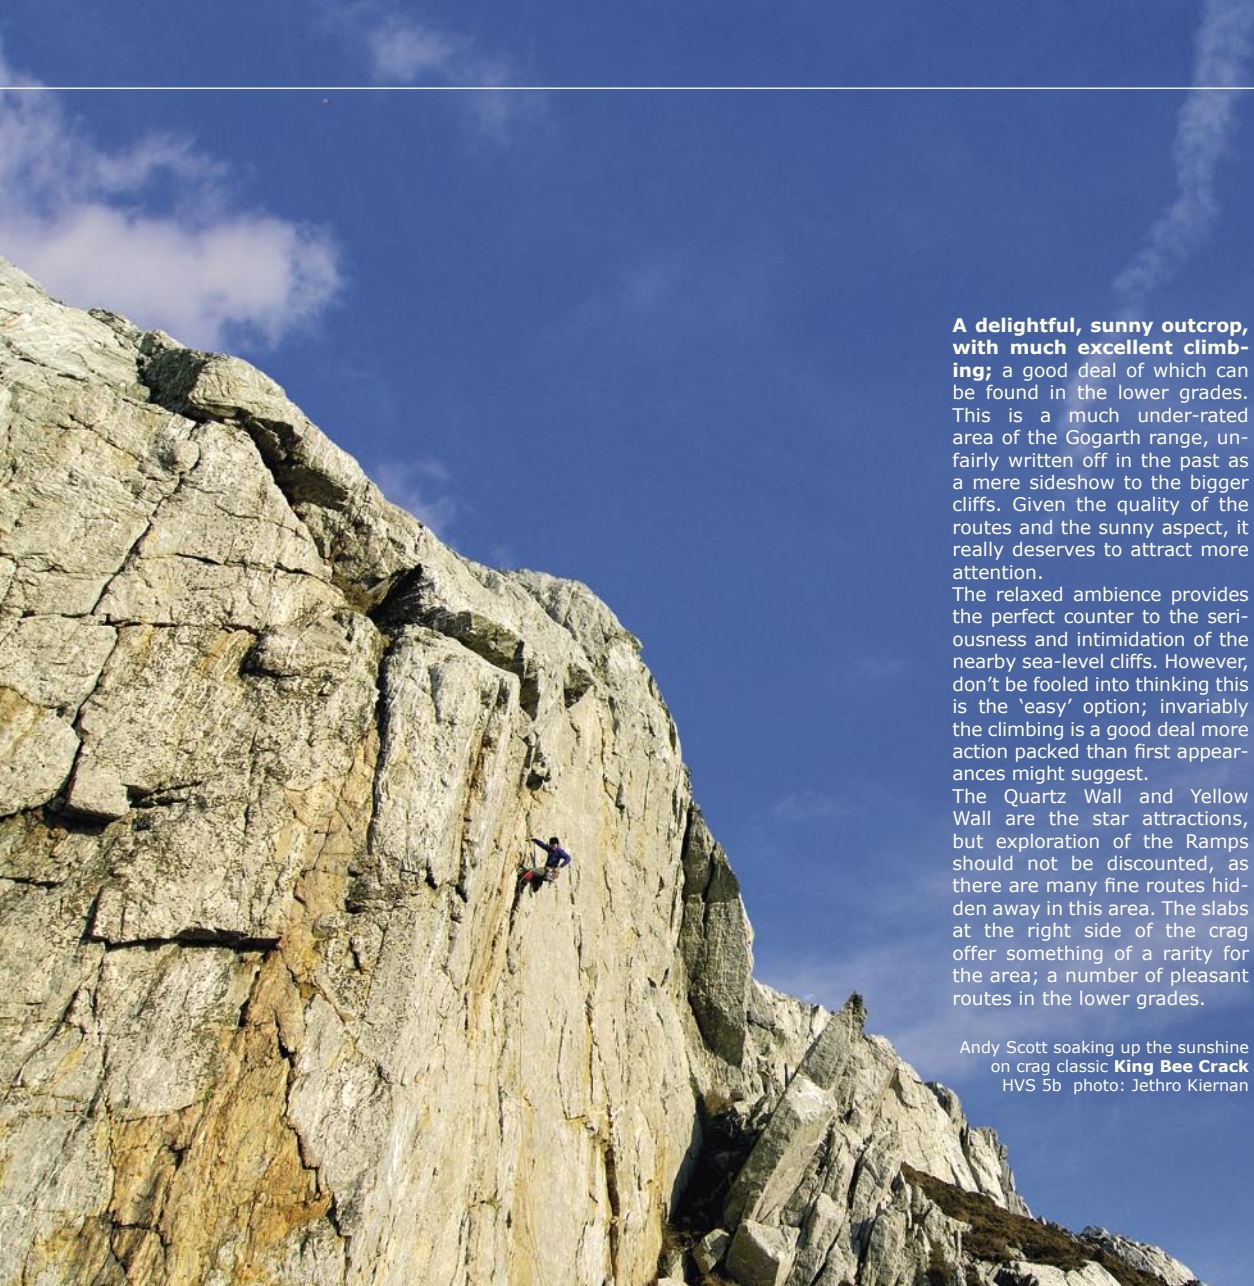 A delightful, sunny outcrop,
with much excellent climb-
ing; a good deal of which can
be found in the lower grades.
This is a much under-rated
area of the Gogarth range, un-
fairly written off in the past as
a mere sideshow to the bigger
cliffs. Given the quality of the
routes and the sunny aspect, it
really deserves to attract more
attention.
The relaxed ambience provides
the perfect counter to the seri-
ousness and intimidation of the
nearby sea-level cliffs. However,
don’t be fooled into thinking this
is the ‘easy’ option; invariably
the climbing is a good deal more
action packed than first appear-
ances might suggest.
The Quartz Wall and Yellow
Wall are the star attractions,
but exploration of the Ramps
should not be discounted, as
there are many fine routes hid-
den away in this area. The slabs
at the right side of the crag
offer something of a rarity for
the area; a number of pleasant
routes in the lower grades.
Andy Scott soaking up the sunshine
on crag classic King Bee Crack
HVS 5b photo: Jethro Kiernan